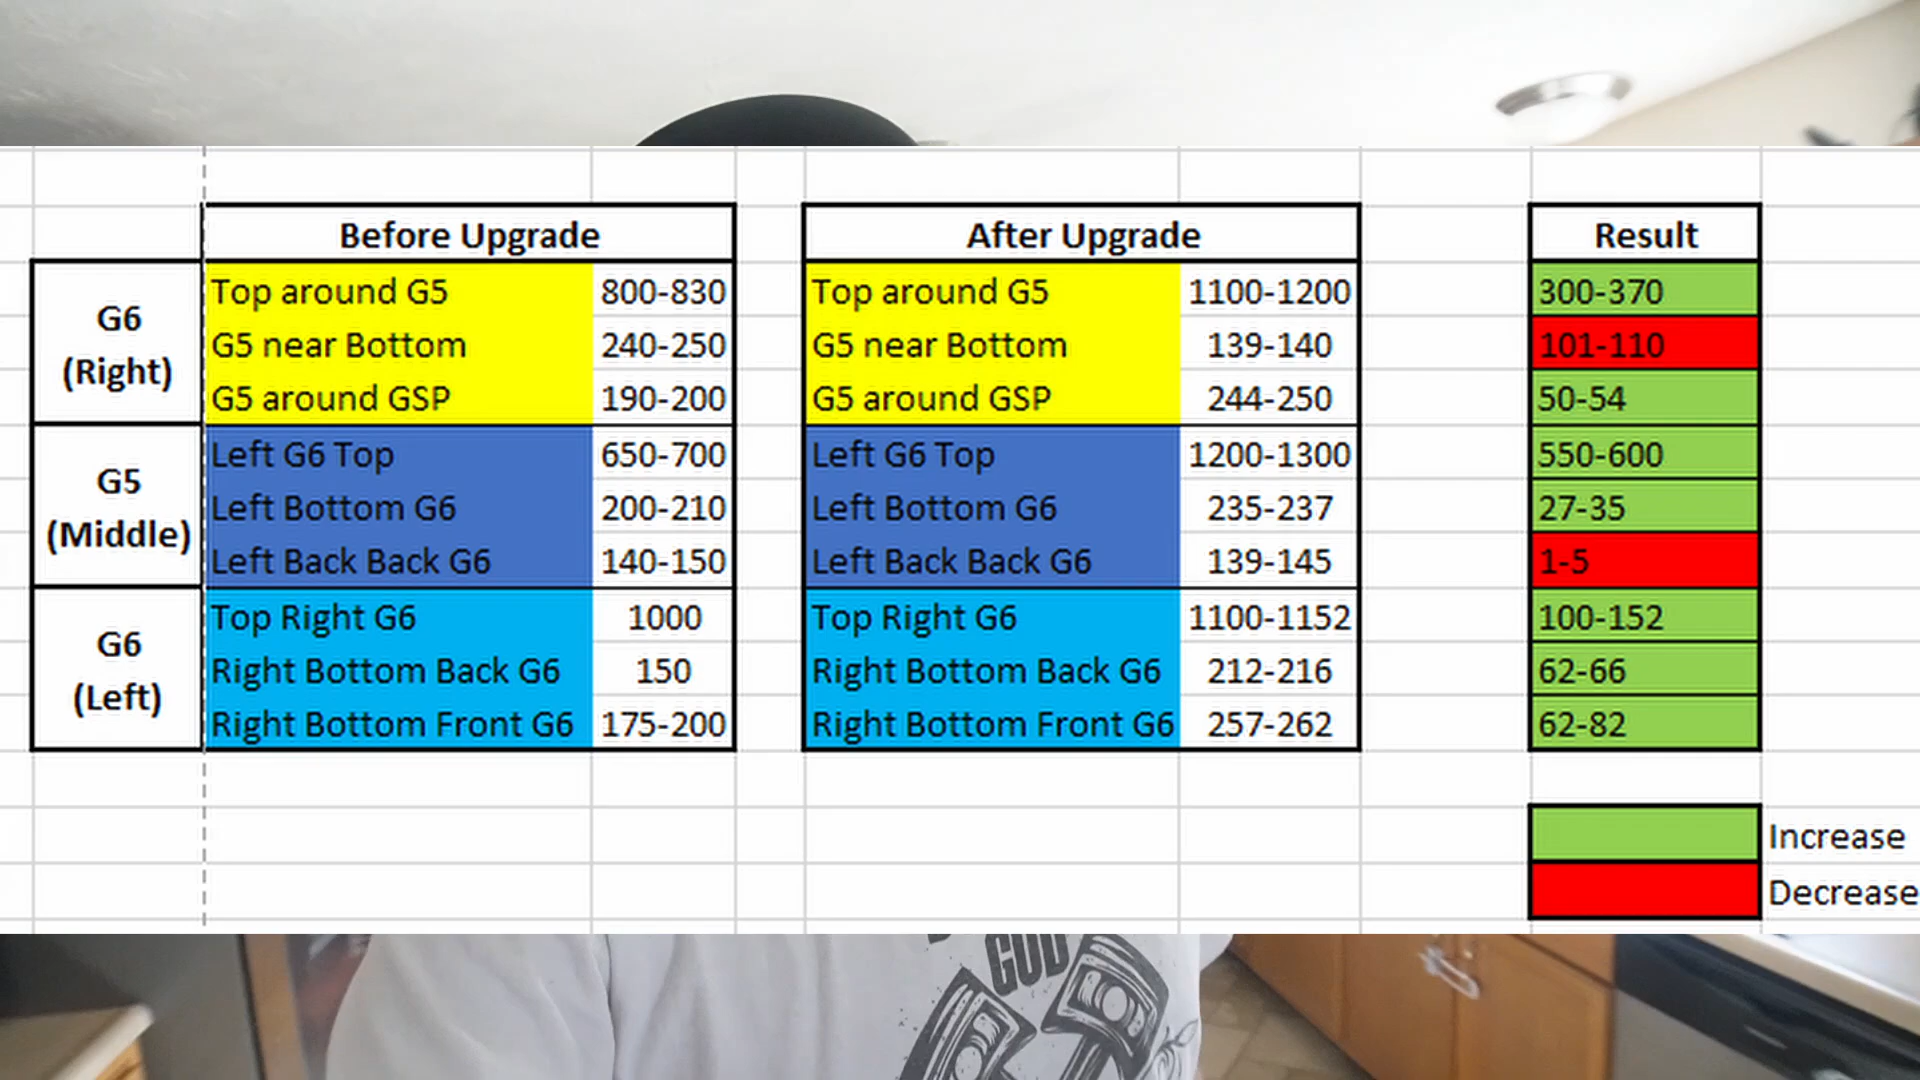 Before Upgrade After Upgrade Result
G6 (Right) Top around G5 800-830 Top around G5 1100-1200 300-370
G5 near Bottom 240-250 G5 near Bottom 139-140 101-110
G5 around GSP 190-200 G5 around GSP 244-250 50-54
G5 (Middle) Left G6 Top 650-700 Left G6 Top 1200-1300 550-600
Left Bottom G6 200-210 Left Bottom G6 235-237 27-35
Left Back Back G6 140-150 Left Back Back G6 139-145 1-5
G6 (Left) Top Right G6 1000 Top Right G6 1100-1152 100-152
Right Bottom Back G6 150 Right Bottom Back G6 212-216 62-66
Right Bottom Front G6 175-200 Right Bottom Front G6 257-262 62-82
Increase
Decrease
GOD